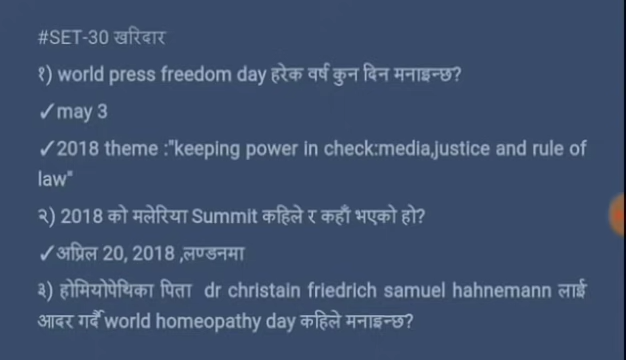 #SET-30 खरिदार
१) world press freedom day हरेक वर्ष कुन दिन मनाइन्छ?
✓may 3
✓2018 theme :"keeping power in check:media,justice and rule of
law"
२) 2018 को मलेरिया Summit कहिले र कहाँ भएको हो?
✓अप्रिल 20, 2018 ,लण्डनमा
३) होमियोपेथिका पिता dr christain friedrich samuel hahnemann लाई
आदर गर्दै world homeopathy day कहिले मनाइन्छ?